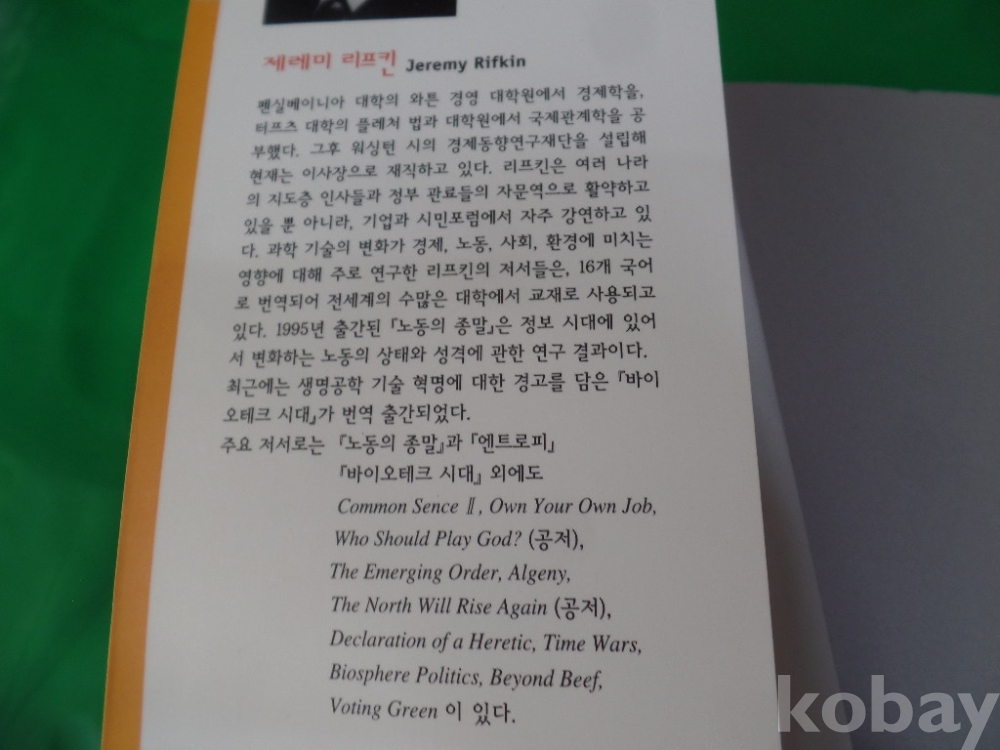 제레미 리프킨 Jeremy Rifkin
펜실베이니아 대학의 와튼 경영 대학원에서 경제학을,
터프츠 대학의 플레처 법과 대학원에서 국제관계학을 공
부했다. 그후 워싱턴 시의 경제동향연구재단을 설립해
현재는 이사장으로 재직하고 있다. 리프킨은 여러 나라
의 지도층 인사들과 정부 관료들의 자문역으로 활약하고
있을 뿐 아니라, 기업과 시민포럼에서 자주 강연하고 있
다. 과학 기술의 변화가 경제, 노동, 사회, 환경에 미치는
영향에 대해 주로 연구한 리프킨의 저서들은, 16개 국어
로 번역되어 전세계의 수많은 대학에서 교재로 사용되고
있다. 1995년 출간된 『노동의 종말』은 정보 시대에 있어
서 변화하는 노동의 상태와 성격에 관한 연구 결과이다.
최근에는 생명공학 기술 혁명에 대한 경고를 담은 『바이
오테크 시대』가 번역 출간되었다.
주요 저서로는 『노동의 종말』과 『엔트로피』
『바이오테크 시대』 외에도
Common Sence Ⅱ, Own Your Own Job,
Who Should Play God? (공저),
The Emerging Order, Algeny,
The North Will Rise Again (공저),
Declaration of a Heretic, Time Wars,
Biosphere Politics, Beyond Beef,
Voting Green 이 있다.
kobay